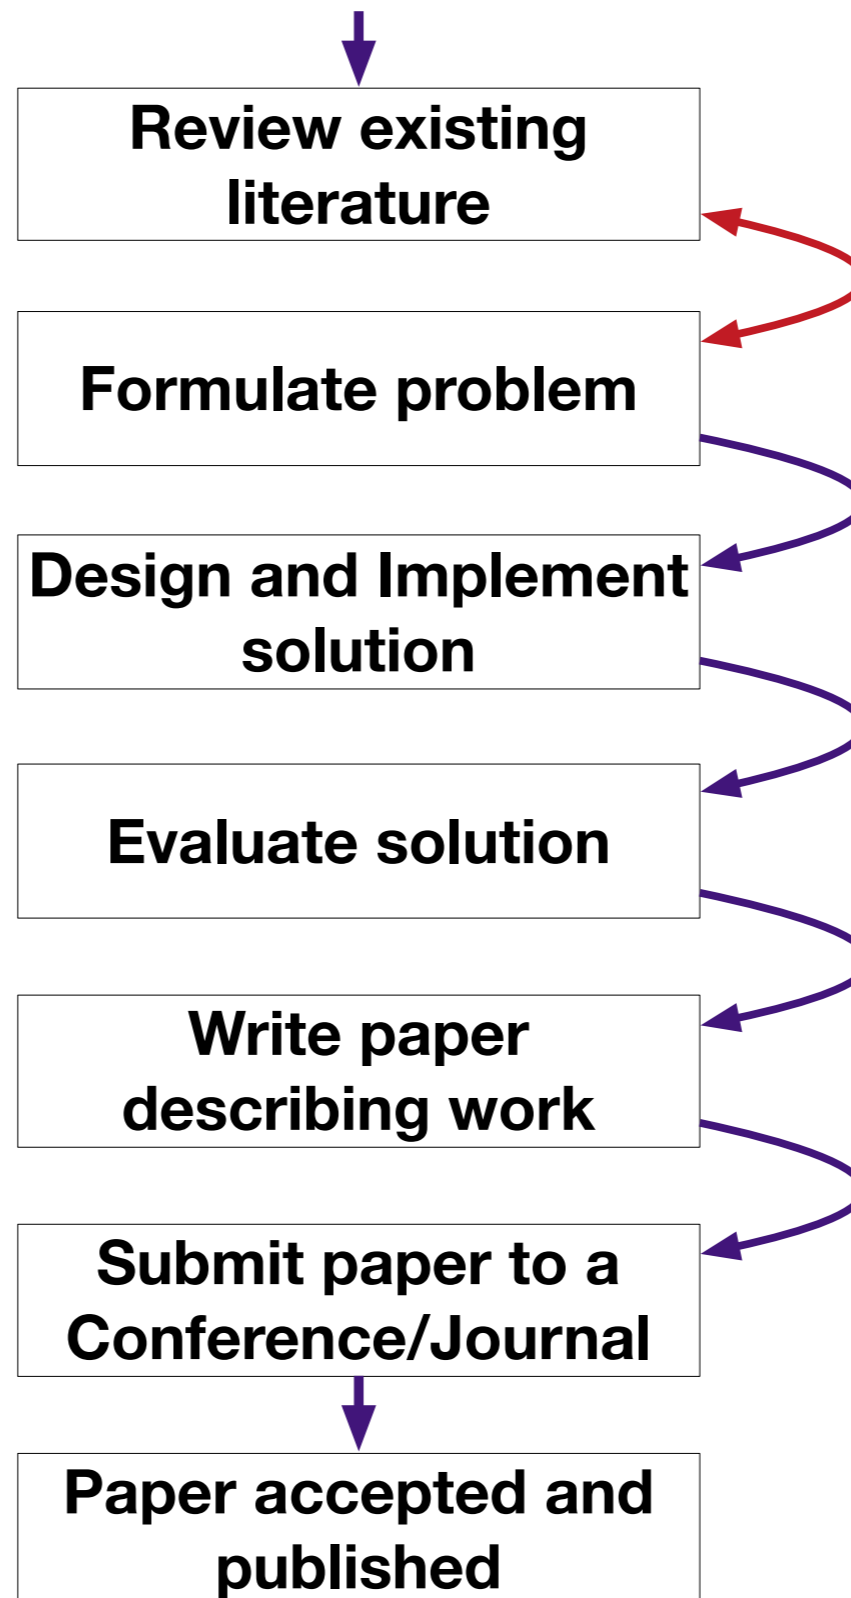 Review existing
literature
Formulate problem
Design and Implement
solution
Evaluate solution
Write paper
describing work
Submit paper to a
Conference/Journal
Paper accepted and
published